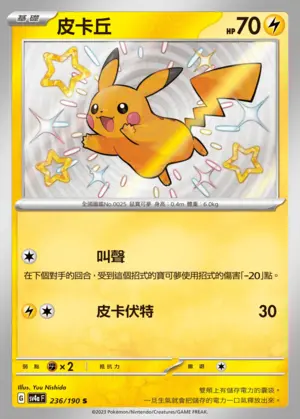 基礎
皮卡丘
HP 70
全國圖鑑No.0025 鼠寶可夢 身高:0.4m 體重:6.0kg
叫聲
在下個對手的回合,受到這個招式的寶可夢使用招式的傷害「-20」點。
皮卡伏特 30
弱點 ×2 抵抗力 撤退
Illus. Yuu Nishida
G sv4a F 236/190 S
雙頰上有儲存電力的囊袋。
一旦生氣就會把儲存的電力一口氣釋放出來。
©2023 Pokémon/Nintendo/Creatures/GAME FREAK.